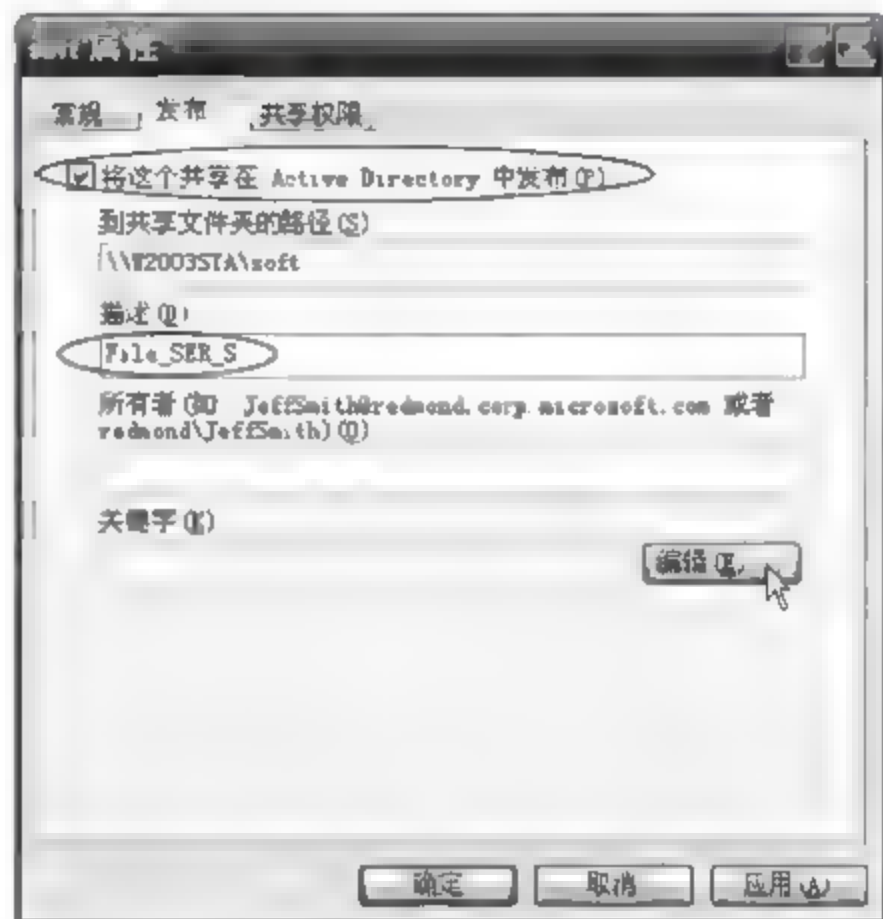 属性
常规 发布 共享权限
将这个共享在 Active Directory 中发布(P)
到共享文件夹的路径(S)
\\W2003STA\soft
描述(D)
File_SER_S
所有者(如 JeffSmith@redmond.corp.microsoft.com 或者
redmond\JeffSmith)(O)
关键字(K)
编辑(E)
确定 取消 应用(A)